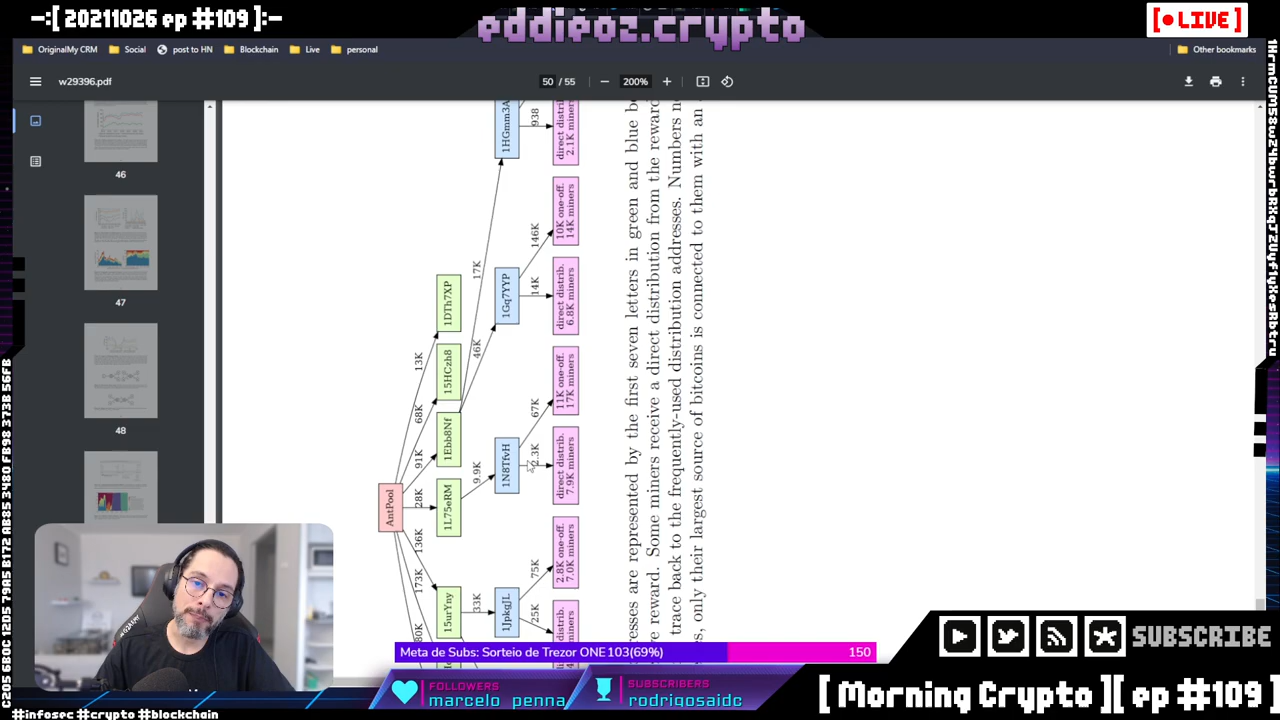 -:[ 20211026 ep #109 ]:-
eddieoz.crypto
[● LIVE]
OriginalMy CRM
Social
post to HN
Blockchain
Live
personal
Other bookmarks
w29396.pdf
50 / 55
200%
46
47
48
AntPool
13K
68K
91K
136K
173K
1DTh7XP
15HCzh8
1Ebb8Nf
1L75eRM
15urYny
17K
46K
9.9K
33K
1HGmm3A
1Gq7YYP
1N8TfvH
1JpkgJL
938
146K
14K
67K
2.3K
75K
25K
direct distri
2.1K miners
10K one-off.
14K miners
direct distrib.
6.8K miners
11K one-off.
17K miners
direct distrib.
7.9K miners
2.8K one-off.
7.0K miners
distrib.
miners
resses are represented by the first seven letters in green and blue bo
e reward. Some miners receive a direct distribution from the reward
trace back to the frequently-used distribution addresses. Numbers n
s, only their largest source of bitcoins is connected to them with an
Meta de Subs: Sorteio de Trezor ONE 103 (69%)
150
FOLLOWERS
marcelo_penna_
SUBSCRIBERS
rodrigosaidc
SUBSCRIBE
[ Morning Crypto ][ ep #109 ]
#infosec #crypto #blockchain